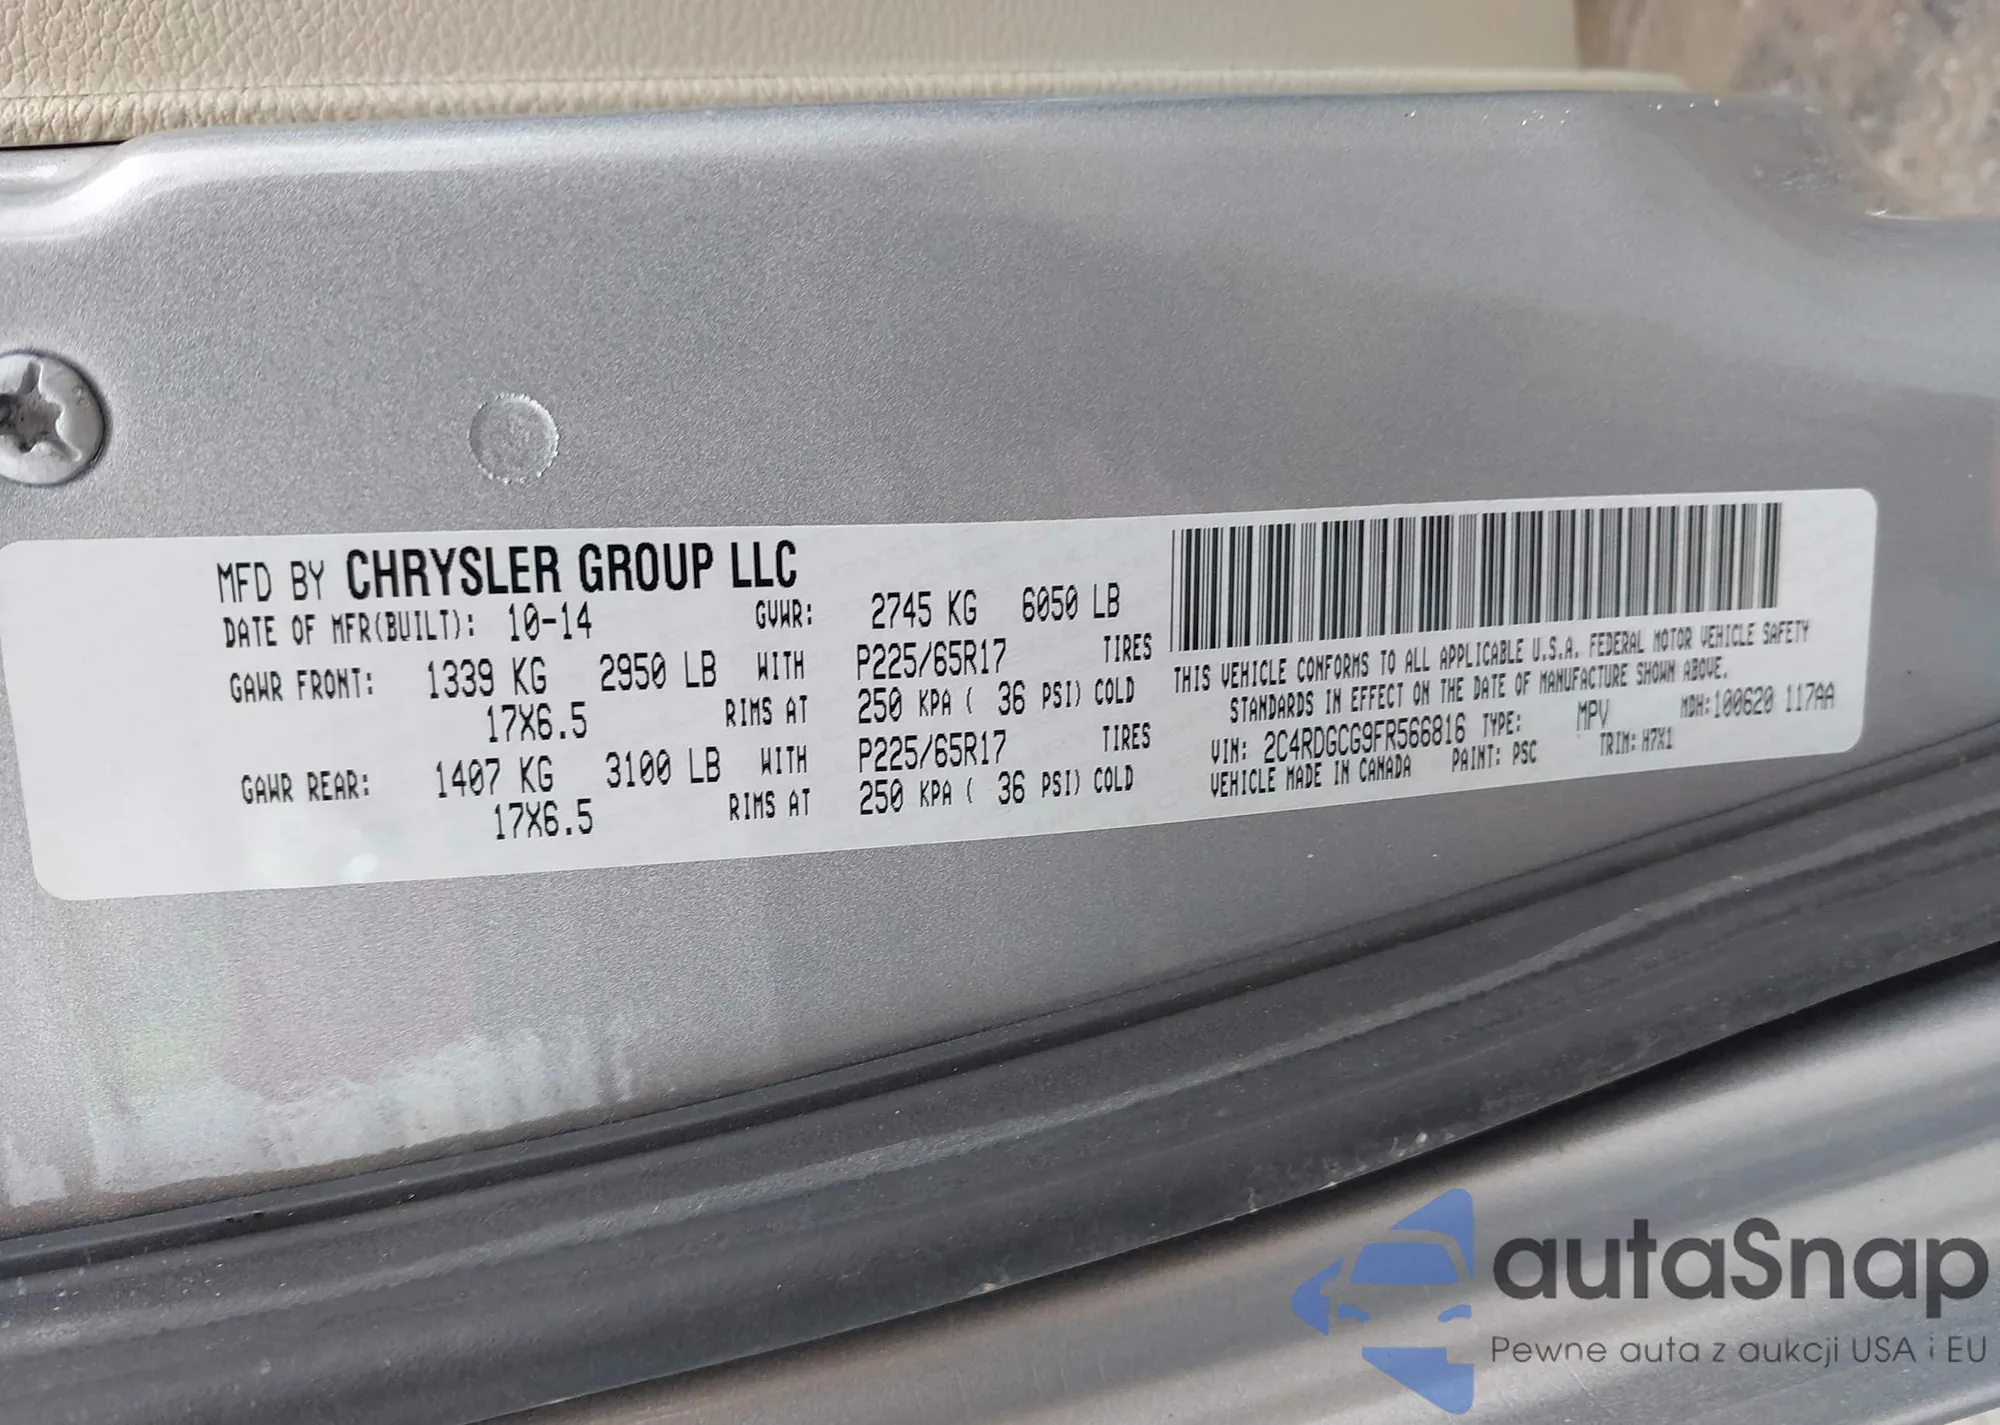 MFD BY CHRYSLER GROUP LLC
DATE OF MFR(BUILT): 10-14 GVWR: 2745 KG 6050 LB
GAWR FRONT: 1339 KG 2950 LB WITH P225/65R17 TIRES
17X6.5 RIMS AT 250 KPA ( 36 PSI) COLD
GAWR REAR: 1407 KG 3100 LB WITH P225/65R17 TIRES
17X6.5 RIMS AT 250 KPA ( 36 PSI) COLD
THIS VEHICLE CONFORMS TO ALL APPLICABLE U.S.A. FEDERAL MOTOR VEHICLE SAFETY
STANDARDS IN EFFECT ON THE DATE OF MANUFACTURE SHOWN ABOVE.
VIN: 2C4RDGCG9FR566816 TYPE: MPV MDH:100620 117AA
VEHICLE MADE IN CANADA PAINT: PSC TRIM: H7X1
autaSnap
Pewne auta z aukcji USA i EU